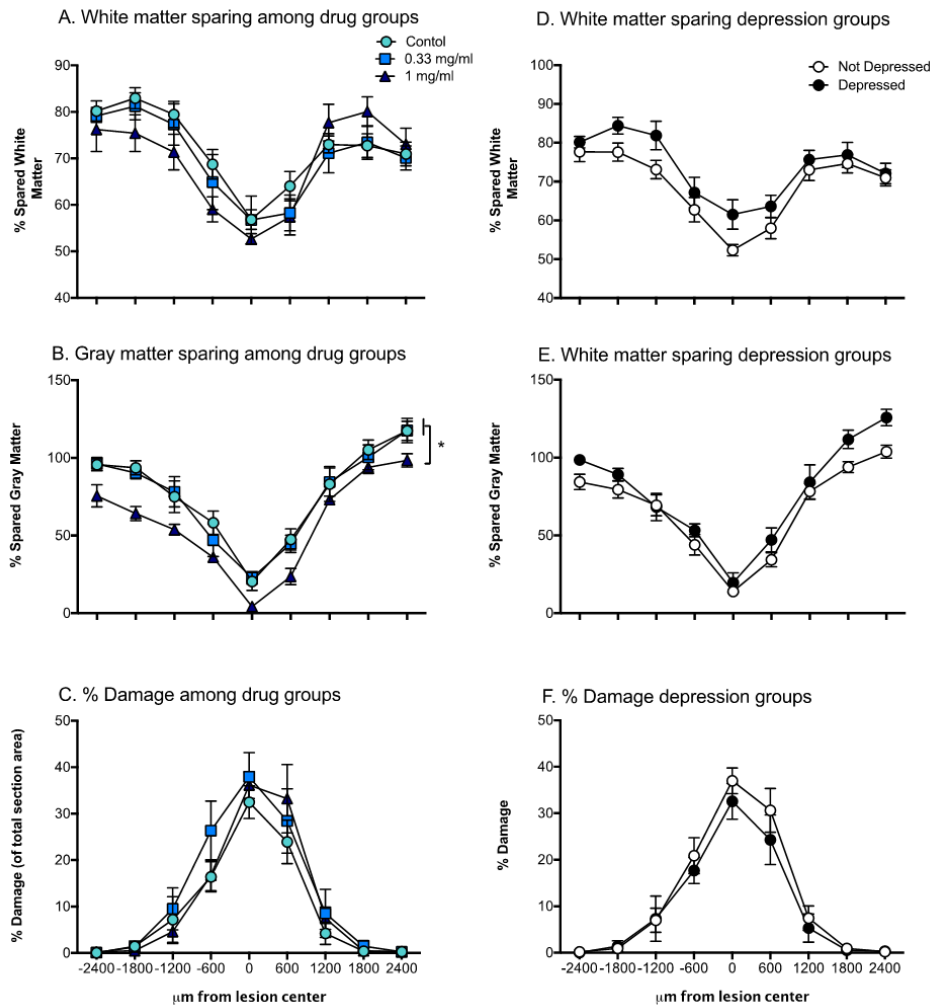 A. White matter sparing among drug groups
Contol
0.33 mg/ml
1 mg/ml
90
80
70
60
50
40
% Spared White
Matter
B. Gray matter sparing among drug groups
150
100
50
0
% Spared Gray Matter
*
C. % Damage among drug groups
50
40
30
20
10
0
% Damage (of total section area)
-2400 -1800 -1200 -600 0 600 1200 1800 2400
μm from lesion center
D. White matter sparing depression groups
Not Depressed
Depressed
100
90
80
70
60
50
40
% Spared White
Matter
E. White matter sparing depression groups
150
100
50
0
% Spared Gray Matter
F. % Damage depression groups
50
40
30
20
10
0
% Damage
-2400 -1800 -1200 -600 0 600 1200 1800 2400
μm from lesion center